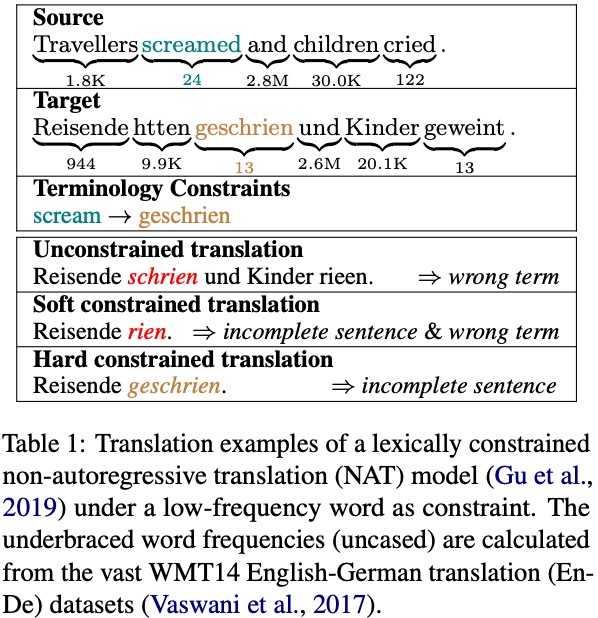 Source
Travellers screamed and children cried .
1.8K 24 2.8M 30.0K 122
Target
Reisende htten geschrien und Kinder geweint .
944 9.9K 13 2.6M 20.1K 13
Terminology Constraints
scream → geschrien
Unconstrained translation
Reisende schrien und Kinder rieen. ⇒ wrong term
Soft constrained translation
Reisende rien. ⇒ incomplete sentence & wrong term
Hard constrained translation
Reisende geschrien. ⇒ incomplete sentence
Table 1: Translation examples of a lexically constrained
non-autoregressive translation (NAT) model (Gu et al.,
2019) under a low-frequency word as constraint. The
underbraced word frequencies (uncased) are calculated
from the vast WMT14 English-German translation (En-
De) datasets (Vaswani et al., 2017).